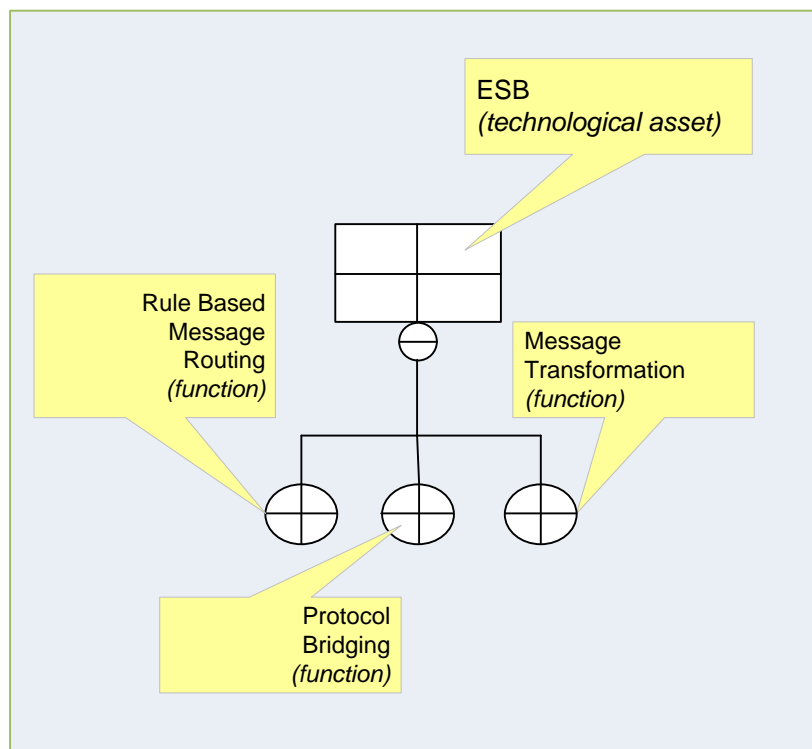 ESB
(technological asset)
Rule Based
Message
Routing
(function)
Message
Transformation
(function)
Protocol
Bridging
(function)